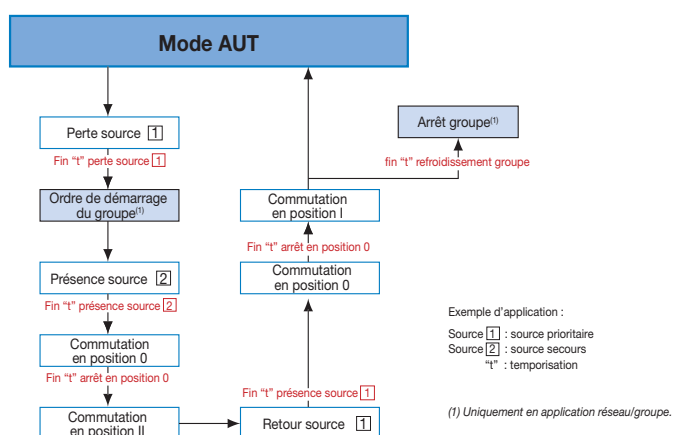 Mode AUT
Perte source 1
Fin “t” perte source 1
Ordre de démarrage
du groupe(1)
Présence source 2
Fin “t” présence source 2
Commutation
en position 0
Fin “t” arrêt en position 0
Commutation
en position II
Retour source 1
Fin “t” présence source 1
Commutation
en position 0
Fin “t” arrêt en position 0
Commutation
en position I
fin “t” refroidissement groupe
Arrêt groupe(1)
Exemple d'application :
Source 1 : source prioritaire
Source 2 : source secours
“t” : temporisation
(1) Uniquement en application réseau/groupe.